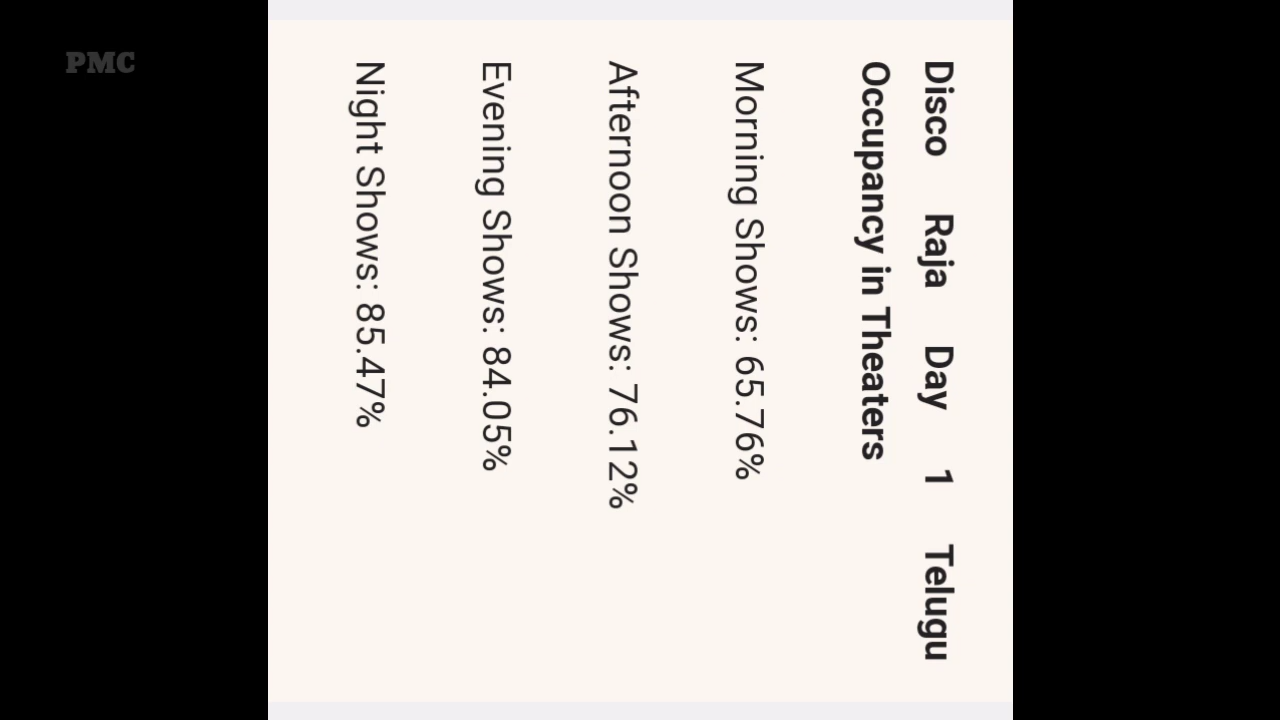 PMC
Disco Raja Day 1 Telugu
Occupancy in Theaters
Morning Shows: 65.76%
Afternoon Shows: 76.12%
Evening Shows: 84.05%
Night Shows: 85.47%